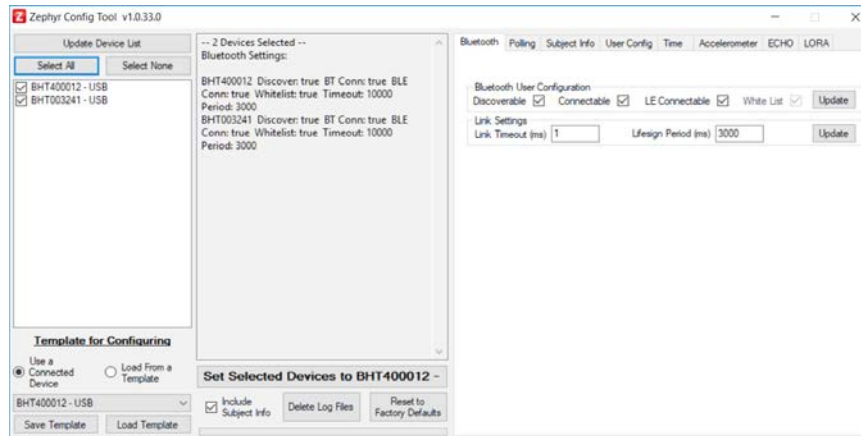 Zephyr Config Tool v1.0.33.0
Update Device List
Select All Select None
BHT400012 - USB
BHT003241 - USB
Template for Configuring
Use a Connected Device
Load From a Template
BHT400012 - USB
Save Template Load Template
-- 2 Devices Selected --
Bluetooth Settings:
BHT400012 Discover: true BT Conn: true BLE
Conn: true Whitelist: true Timeout: 10000
Period: 3000
BHT003241 Discover: true BT Conn: true BLE
Conn: true Whitelist: true Timeout: 10000
Period: 3000
Set Selected Devices to BHT400012 -
Include Subject Info
Delete Log Files
Reset to Factory Defaults
Bluetooth Polling Subject Info User Config Time Accelerometer ECHO LORA
Bluetooth User Configuration
Discoverable Connectable LE Connectable White List Update
Link Settings
Link Timeout (ms) 1 Lifesign Period (ms) 3000 Update